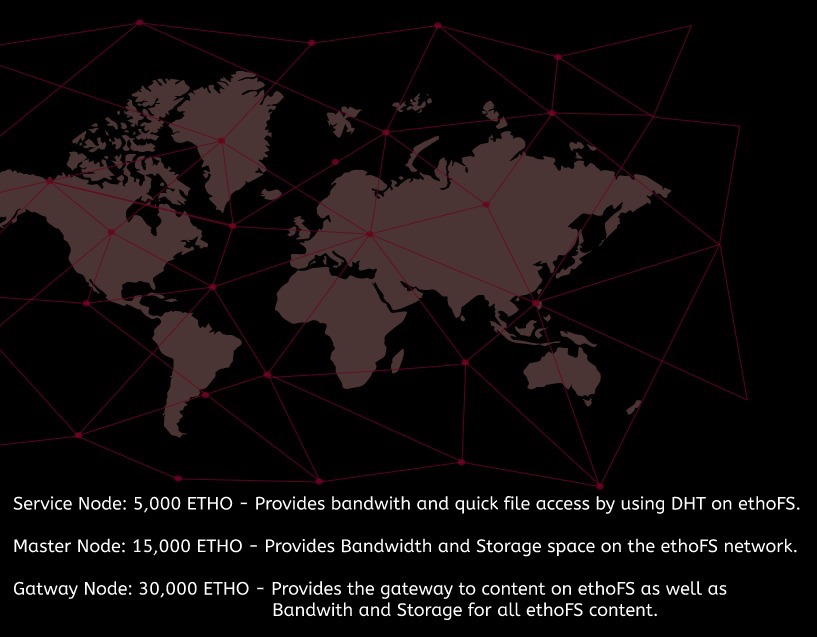 Service Node: 5,000 ETHO - Provides bandwith and quick file access by using DHT on ethoFS.
Master Node: 15,000 ETHO - Provides Bandwidth and Storage space on the ethoFS network.
Gatway Node: 30,000 ETHO - Provides the gateway to content on ethoFS as well as
Bandwith and Storage for all ethoFS content.